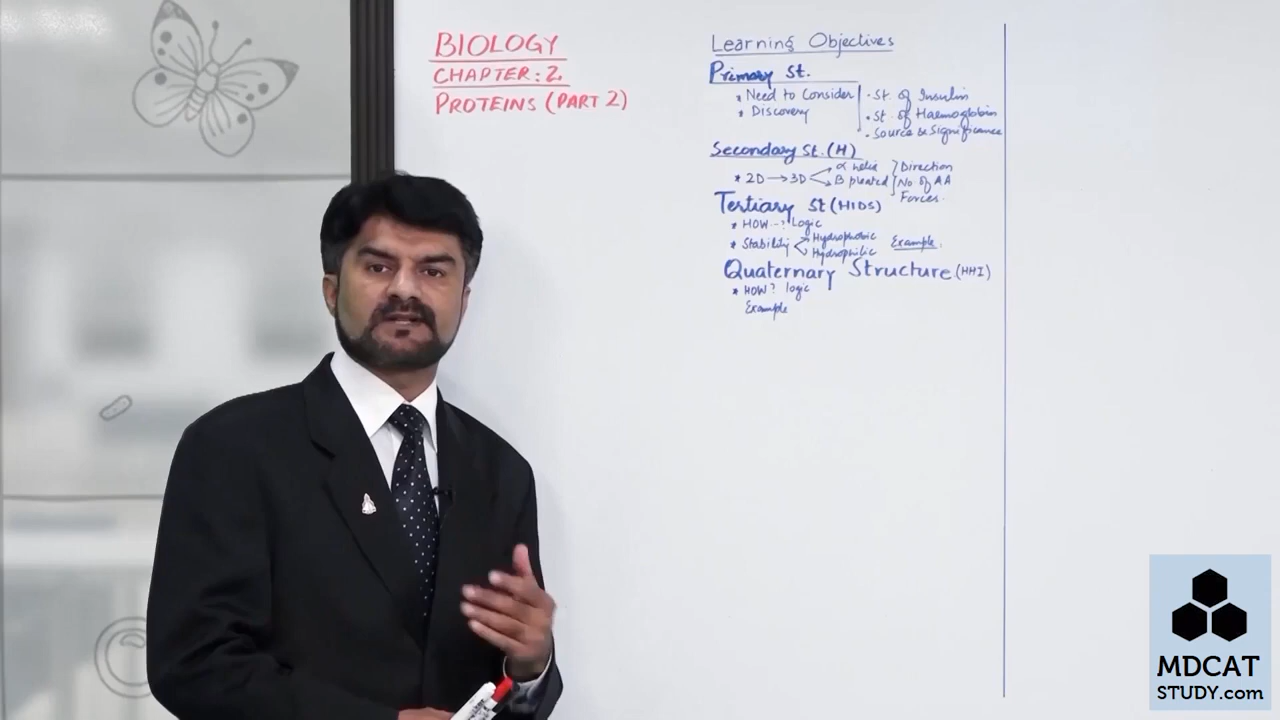 BIOLOGY
CHAPTER: 2.
PROTEINS (PART 2)
Learning Objectives
Primary St.
* Need to Consider
* Discovery
• St. of Insulin
• St. of Haemoglobin
• Source & Significance
Secondary St. (H)
* 2D → 3D
α helix
B pleated
Direction
No of AA
Forces.
Tertiary St (HIDS)
* HOW → ? Logic
* Stability
Hydrophobic
Hydrophilic
Example.
Quaternary Structure (HHI)
* HOW? logic
Example
MDCAT
STUDY.com